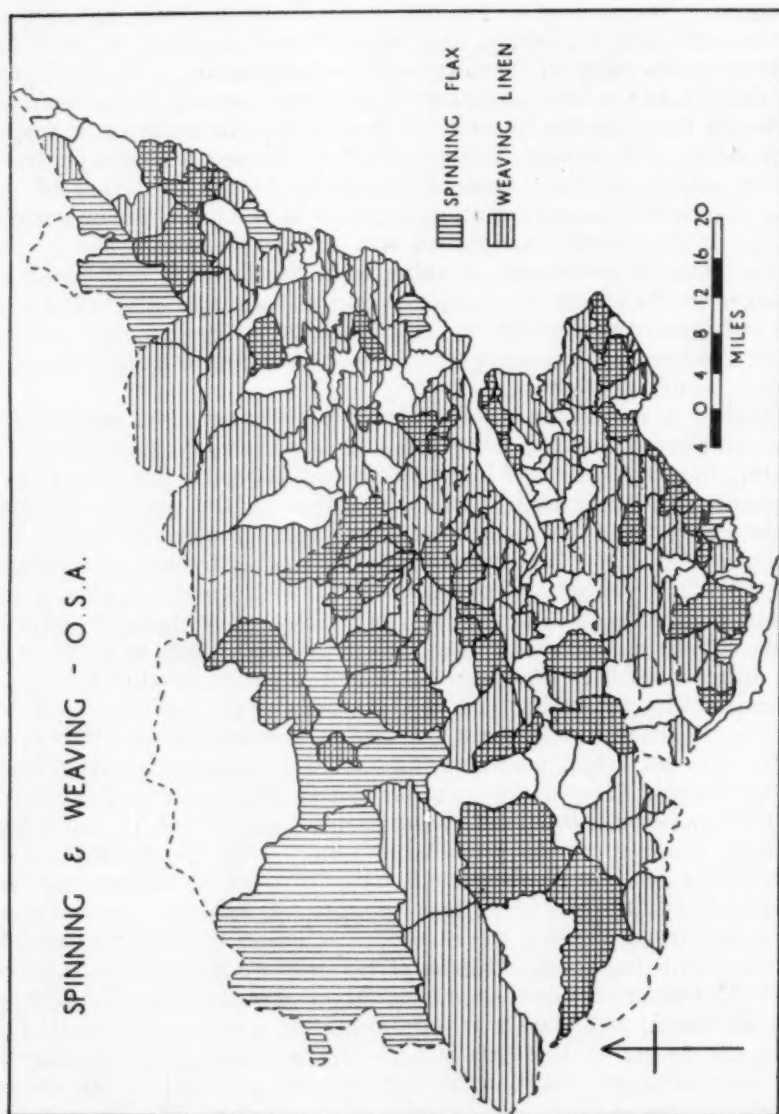 SPINNING & WEAVING - O.S.A.
SPINNING FLAX
WEAVING LINEN
4 0 4 8 12 16 20
MILES